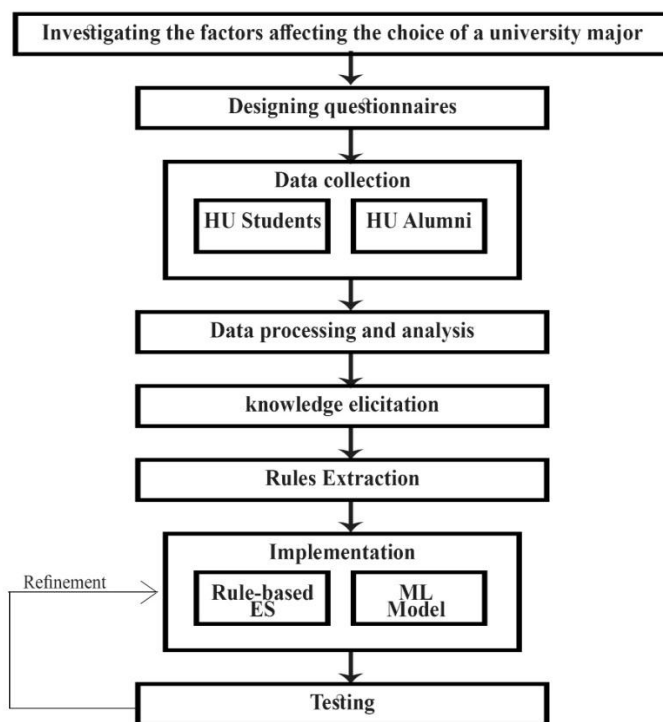 Investigating the factors affecting the choice of a university major
Designing questionnaires
Data collection
HU Students
HU Alumni
Data processing and analysis
knowledge elicitation
Rules Extraction
Implementation
Refinement
Rule-based
ES
ML
Model
Testing